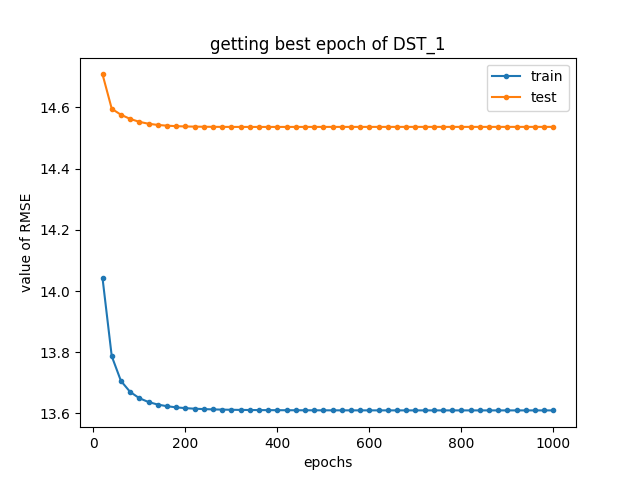 getting best epoch of DST_1
train
test
value of RMSE
14.6
14.4
14.2
14.0
13.8
13.6
0
200
400
600
800
1000
epochs